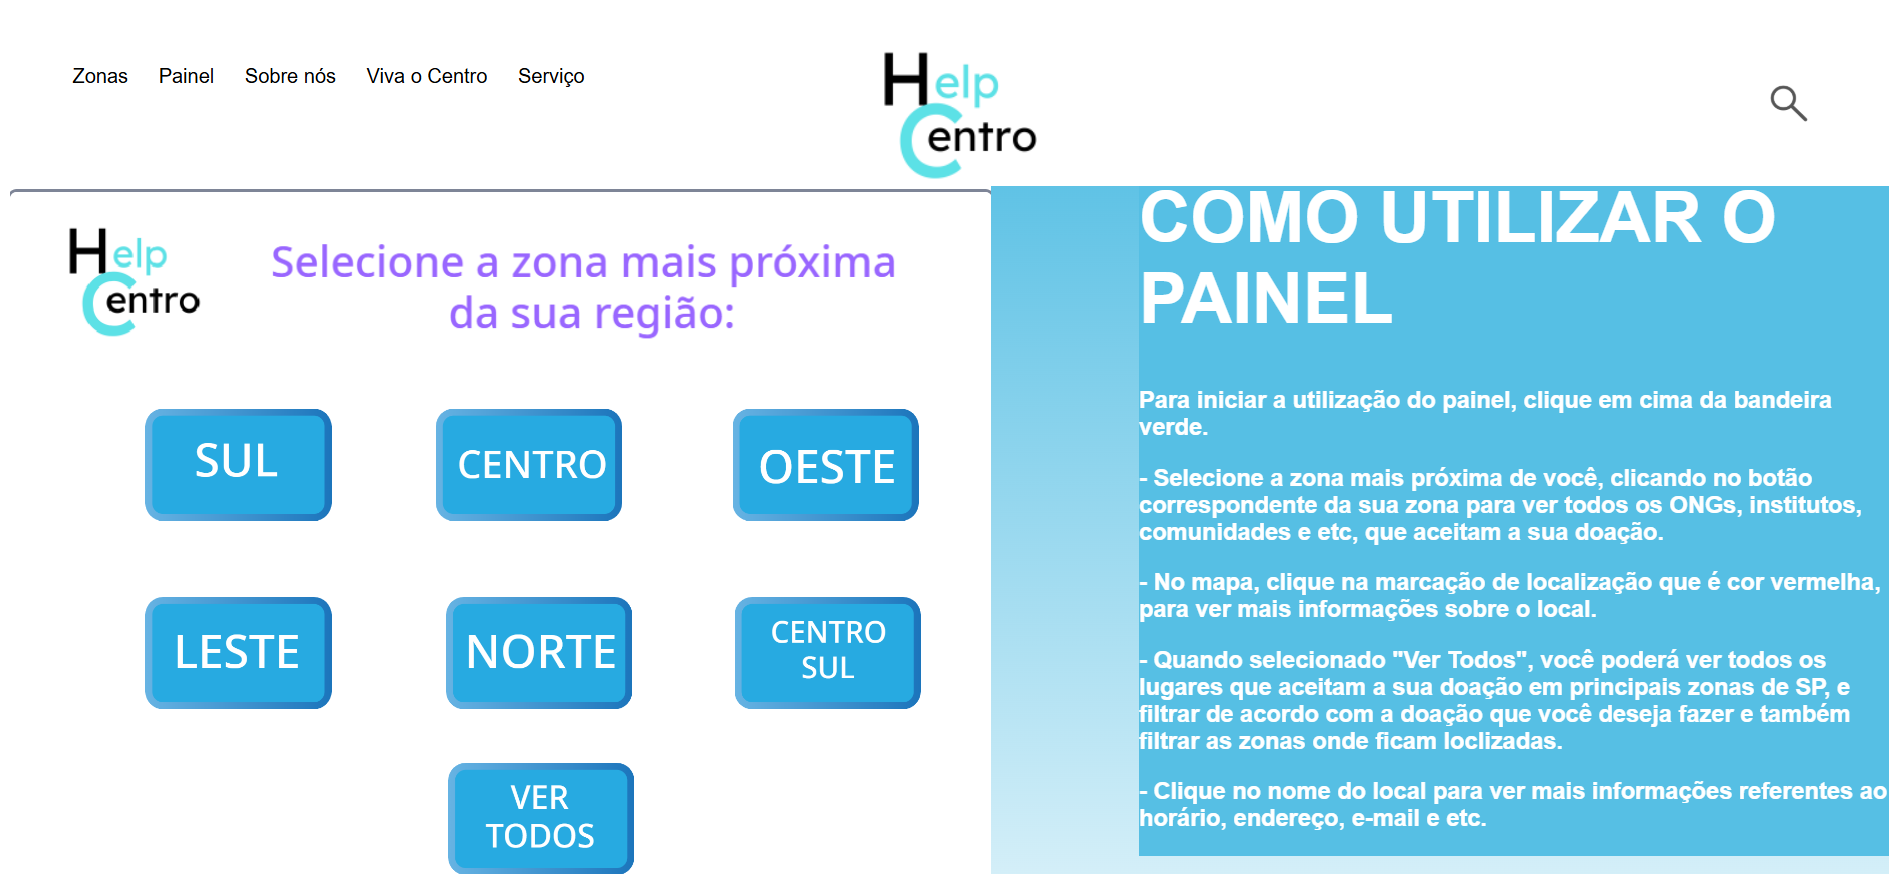 Zonas Painel Sobre nós Viva o Centro Serviço
Help
Centro
Help
Centro
Selecione a zona mais próxima
da sua região:
SUL
CENTRO
OESTE
LESTE
NORTE
CENTRO
SUL
VER
TODOS
COMO UTILIZAR O
PAINEL
Para iniciar a utilização do painel, clique em cima da bandeira
verde.
- Selecione a zona mais próxima de você, clicando no botão
correspondente da sua zona para ver todos os ONGs, institutos,
comunidades e etc, que aceitam a sua doação.
- No mapa, clique na marcação de localização que é cor vermelha,
para ver mais informações sobre o local.
- Quando selecionado "Ver Todos", você poderá ver todos os
lugares que aceitam a sua doação em principais zonas de SP, e
filtrar de acordo com a doação que você deseja fazer e também
filtrar as zonas onde ficam loclizadas.
- Clique no nome do local para ver mais informações referentes ao
horário, endereço, e-mail e etc.